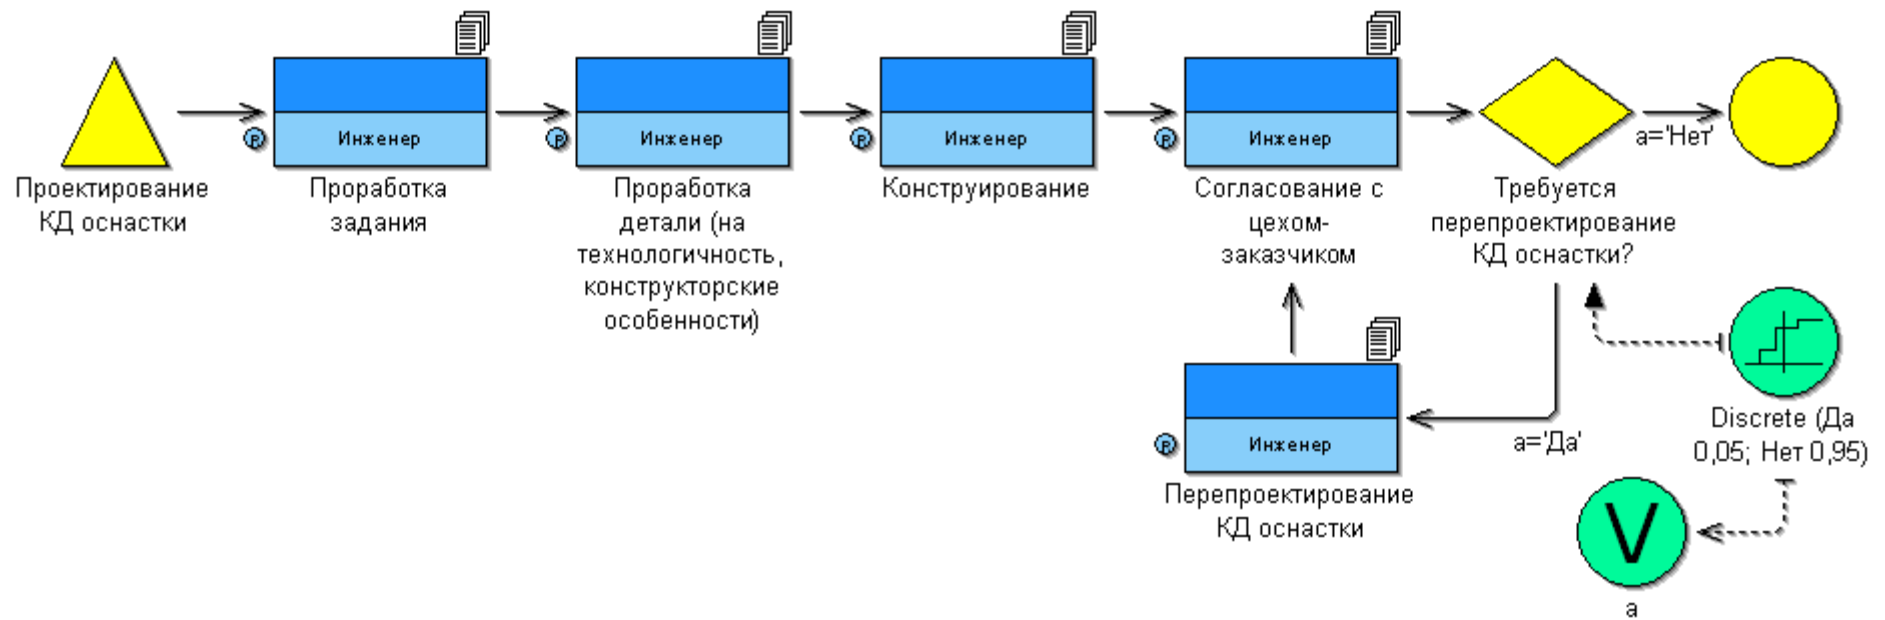 Инженер
Инженер
Инженер
Инженер
a='Нет'
Проектирование
КД оснастки
Проработка
задания
Проработка
детали (на
технологичность,
конструкторские
особенности)
Конструирование
Согласование с
цехом-
заказчиком
Требуется
перепроектирование
КД оснастки?
Инженер
Перепроектирование
КД оснастки
a='Да'
Discrete (Да
0,05; Нет 0,95)
V
a